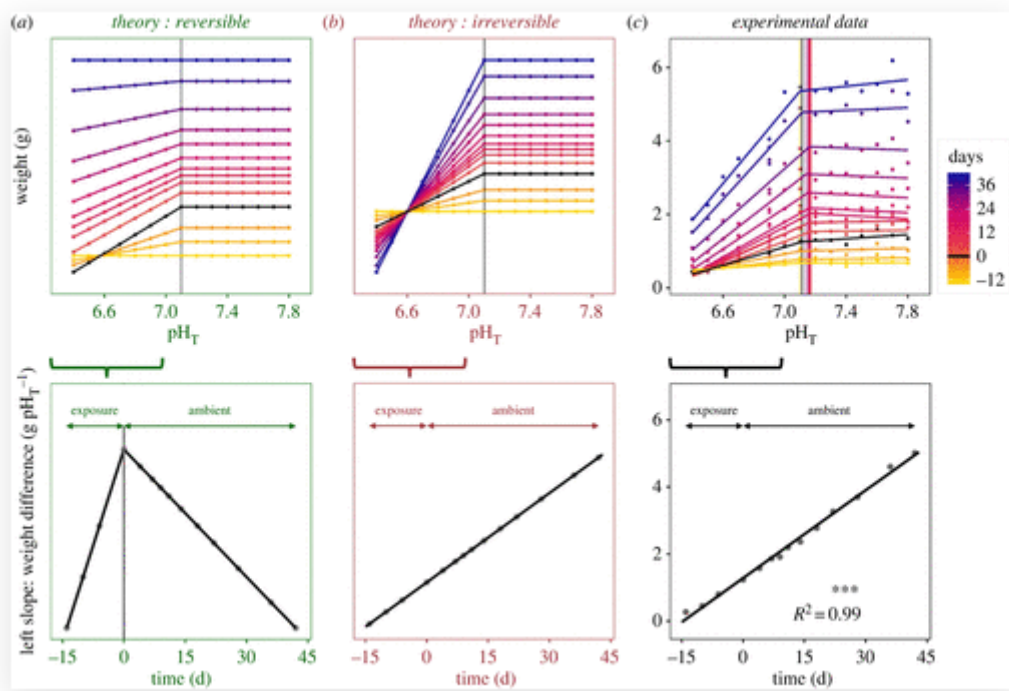 (a) theory : reversible
(b) theory : irreversible
(c) experimental data
weight (g)
6
4
2
0
6.6 7.0 7.4 7.8
pHT
6.6 7.0 7.4 7.8
pHT
6.6 7.0 7.4 7.8
pHT
days
36
24
12
0
−12
left slope: weight difference (g pHT−1)
exposure ambient
−15 0 15 30 45
time (d)
exposure ambient
−15 0 15 30 45
time (d)
exposure ambient
6
4
2
0
***
R2 = 0.99
−15 0 15 30 45
time (d)